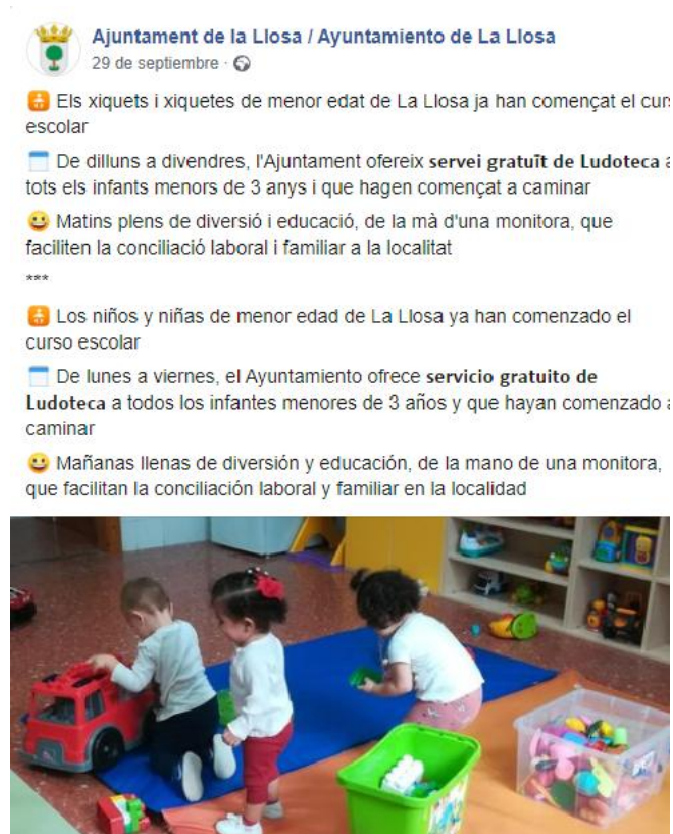 Ajuntament de la Llosa / Ayuntamiento de La Llosa
29 de septiembre ·
Els xiquets i xiquetes de menor edat de La Llosa ja han començat el
escolar
De dilluns a divendres, l'Ajuntament ofereix servei gratuït de Ludoteca a
tots els infants menors de 3 anys i que hagen començat a caminar
Matins plens de diversió i educació, de la mà d'una monitora, que
faciliten la conciliació laboral i familiar a la localitat
***
Los niños y niñas de menor edad de La Llosa ya han comenzado el
curso escolar
De lunes a viernes, el Ayuntamiento ofrece servicio gratuito de
Ludoteca a todos los infantes menores de 3 años y que hayan comenzado a
caminar
Mañanas llenas de diversión y educación, de la mano de una monitora,
que facilitan la conciliación laboral y familiar en la localidad